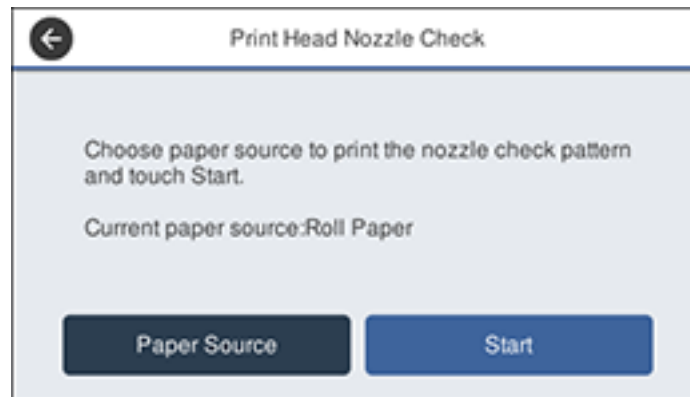 Print Head Nozzle Check
Choose paper source to print the nozzle check pattern
and touch Start.
Current paper source:Roll Paper
Paper Source
Start